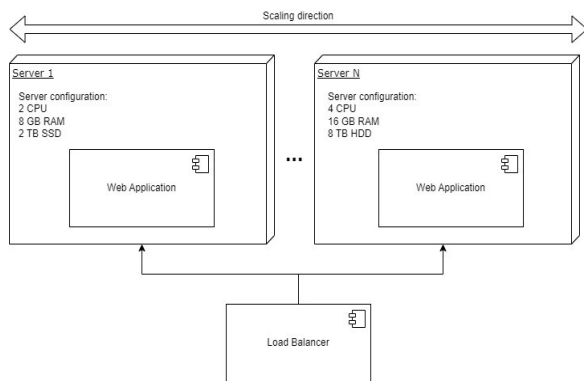 Scaling direction
Server 1
Server configuration:
2 CPU
8 GB RAM
2 TB SSD
Web Application
...
Server N
Server configuration:
4 CPU
16 GB RAM
8 TB HDD
Web Application
Load Balancer